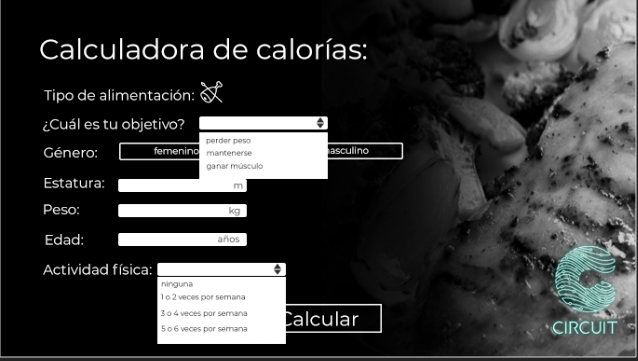 Calculadora de calorías:
Tipo de alimentación:
¿Cuál es tu objetivo?
perder peso
mantenerse
ganar músculo
Género:
femenino
masculino
Estatura:
m
Peso:
kg
Edad:
años
Actividad física:
ninguna
1 o 2 veces por semana
3 o 4 veces por semana
5 o 6 veces por semana
Calcular
CIRCUIT